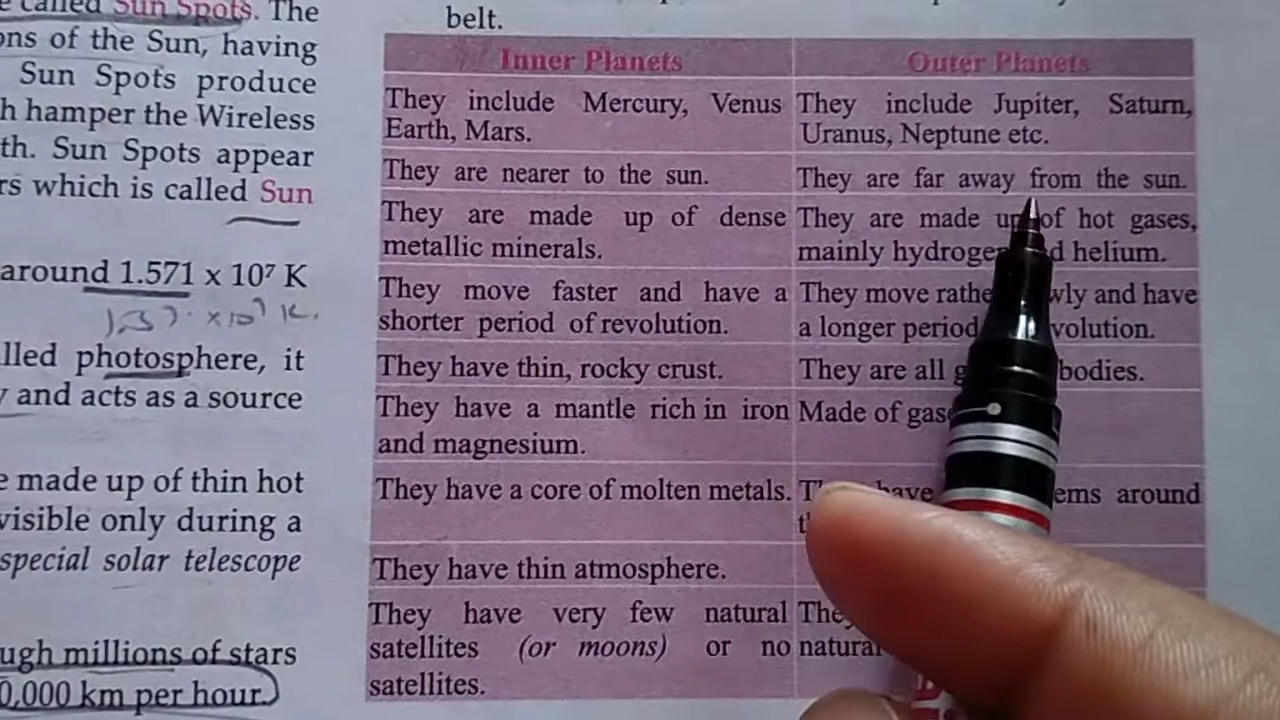 e called Sun Spots. The
ons of the Sun, having
Sun Spots produce
h hamper the Wireless
th. Sun Spots appear
rs which is called Sun
around 1.571 x 10⁷ K
lled photosphere, it
y and acts as a source
e made up of thin hot
visible only during a
special solar telescope
ugh millions of stars
0,000 km per hour.
belt.
Inner Planets
Outer Planets
They include Mercury, Venus
Earth, Mars.
They include Jupiter, Saturn,
Uranus, Neptune etc.
They are nearer to the sun.
They are far away from the sun.
They are made up of dense
metallic minerals.
They are made up of hot gases,
mainly hydroge d helium.
They move faster and have a
shorter period of revolution.
They move rathe wly and have
a longer period volution.
They have thin, rocky crust.
They are all g bodies.
They have a mantle rich in iron
and magnesium.
Made of gas
They have a core of molten metals.
have ems around
They have thin atmosphere.
They have very few natural
satellites (or moons) or no
satellites.
They
natural